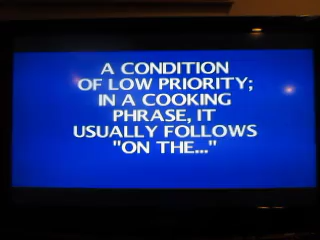 A CONDITION
OF LOW PRIORITY;
IN A COOKING
PHRASE, IT
USUALLY FOLLOWS
"ON THE..."